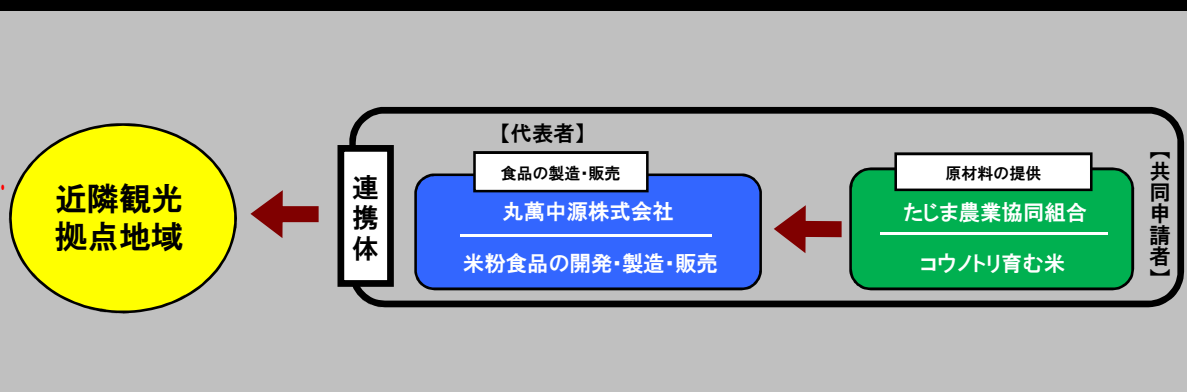 近隣観光
拠点地域
連携体
【代表者】
食品の製造・販売
丸萬中源株式会社
米粉食品の開発・製造・販売
原材料の提供
たじま農業協同組合
コウノトリ育む米
【共同申請者】